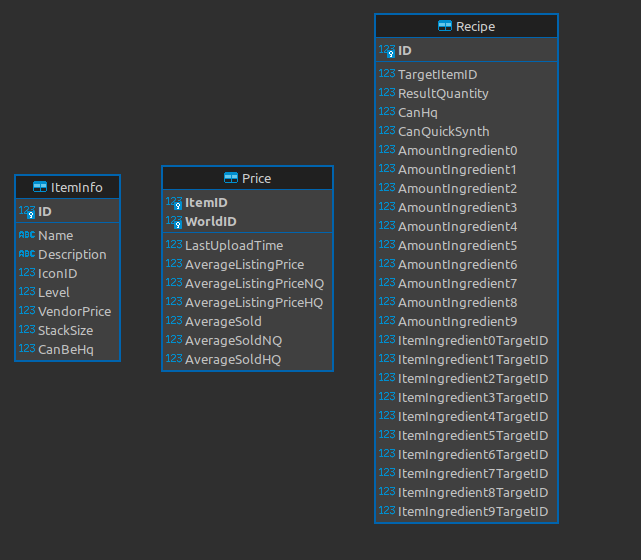 ItemInfo
123 ID
ABC Name
ABC Description
123 IconID
123 Level
123 VendorPrice
123 StackSize
123 CanBeHq
Price
123 ItemID
123 WorldID
123 LastUploadTime
123 AverageListingPrice
123 AverageListingPriceNQ
123 AverageListingPriceHQ
123 AverageSold
123 AverageSoldNQ
123 AverageSoldHQ
Recipe
123 ID
123 TargetItemID
123 ResultQuantity
123 CanHq
123 CanQuickSynth
123 AmountIngredient0
123 AmountIngredient1
123 AmountIngredient2
123 AmountIngredient3
123 AmountIngredient4
123 AmountIngredient5
123 AmountIngredient6
123 AmountIngredient7
123 AmountIngredient8
123 AmountIngredient9
123 ItemIngredient0TargetID
123 ItemIngredient1TargetID
123 ItemIngredient2TargetID
123 ItemIngredient3TargetID
123 ItemIngredient4TargetID
123 ItemIngredient5TargetID
123 ItemIngredient6TargetID
123 ItemIngredient7TargetID
123 ItemIngredient8TargetID
123 ItemIngredient9TargetID